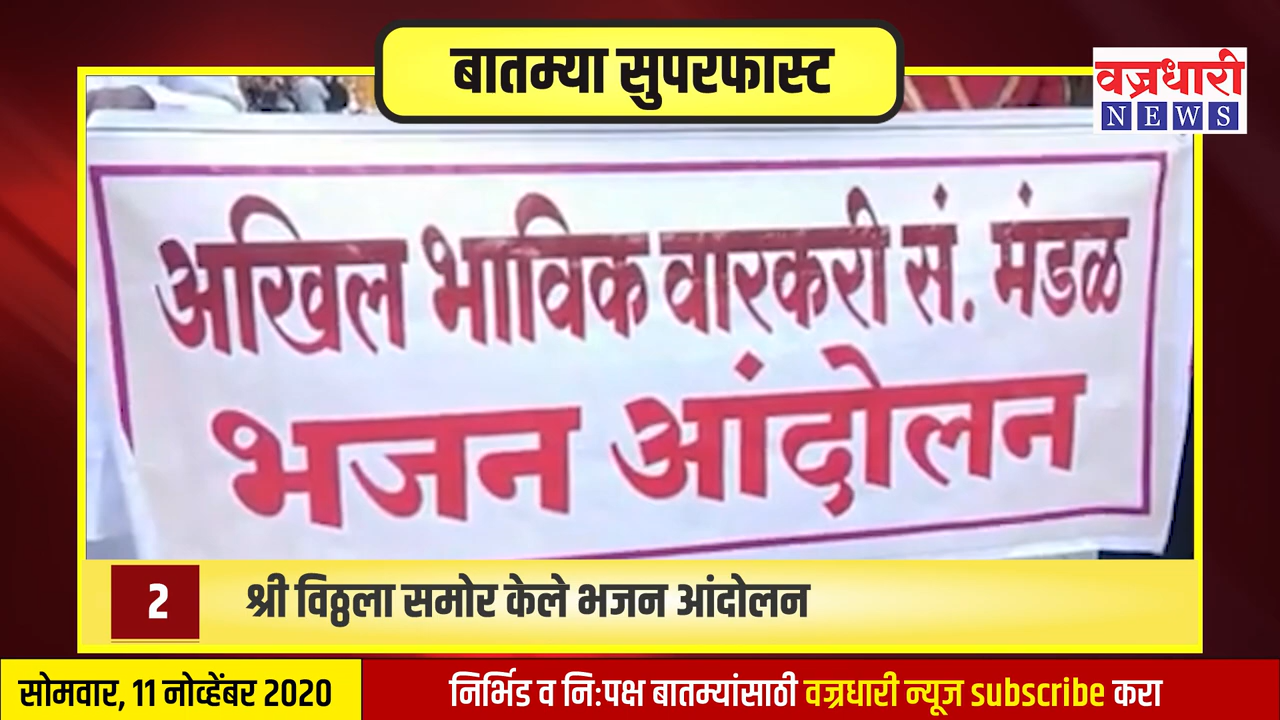 बातम्या सुपरफास्ट
वज्रधारी
NEWS
अखिल भाविक वारकरी सं. मंडळ
भजन आंदोलन
2 श्री विठ्ठला समोर केले भजन आंदोलन
सोमवार, 11 नोव्हेंबर 2020 निर्भिड व नि:पक्ष बातम्यांसाठी वज्रधारी न्यूज subscribe करा